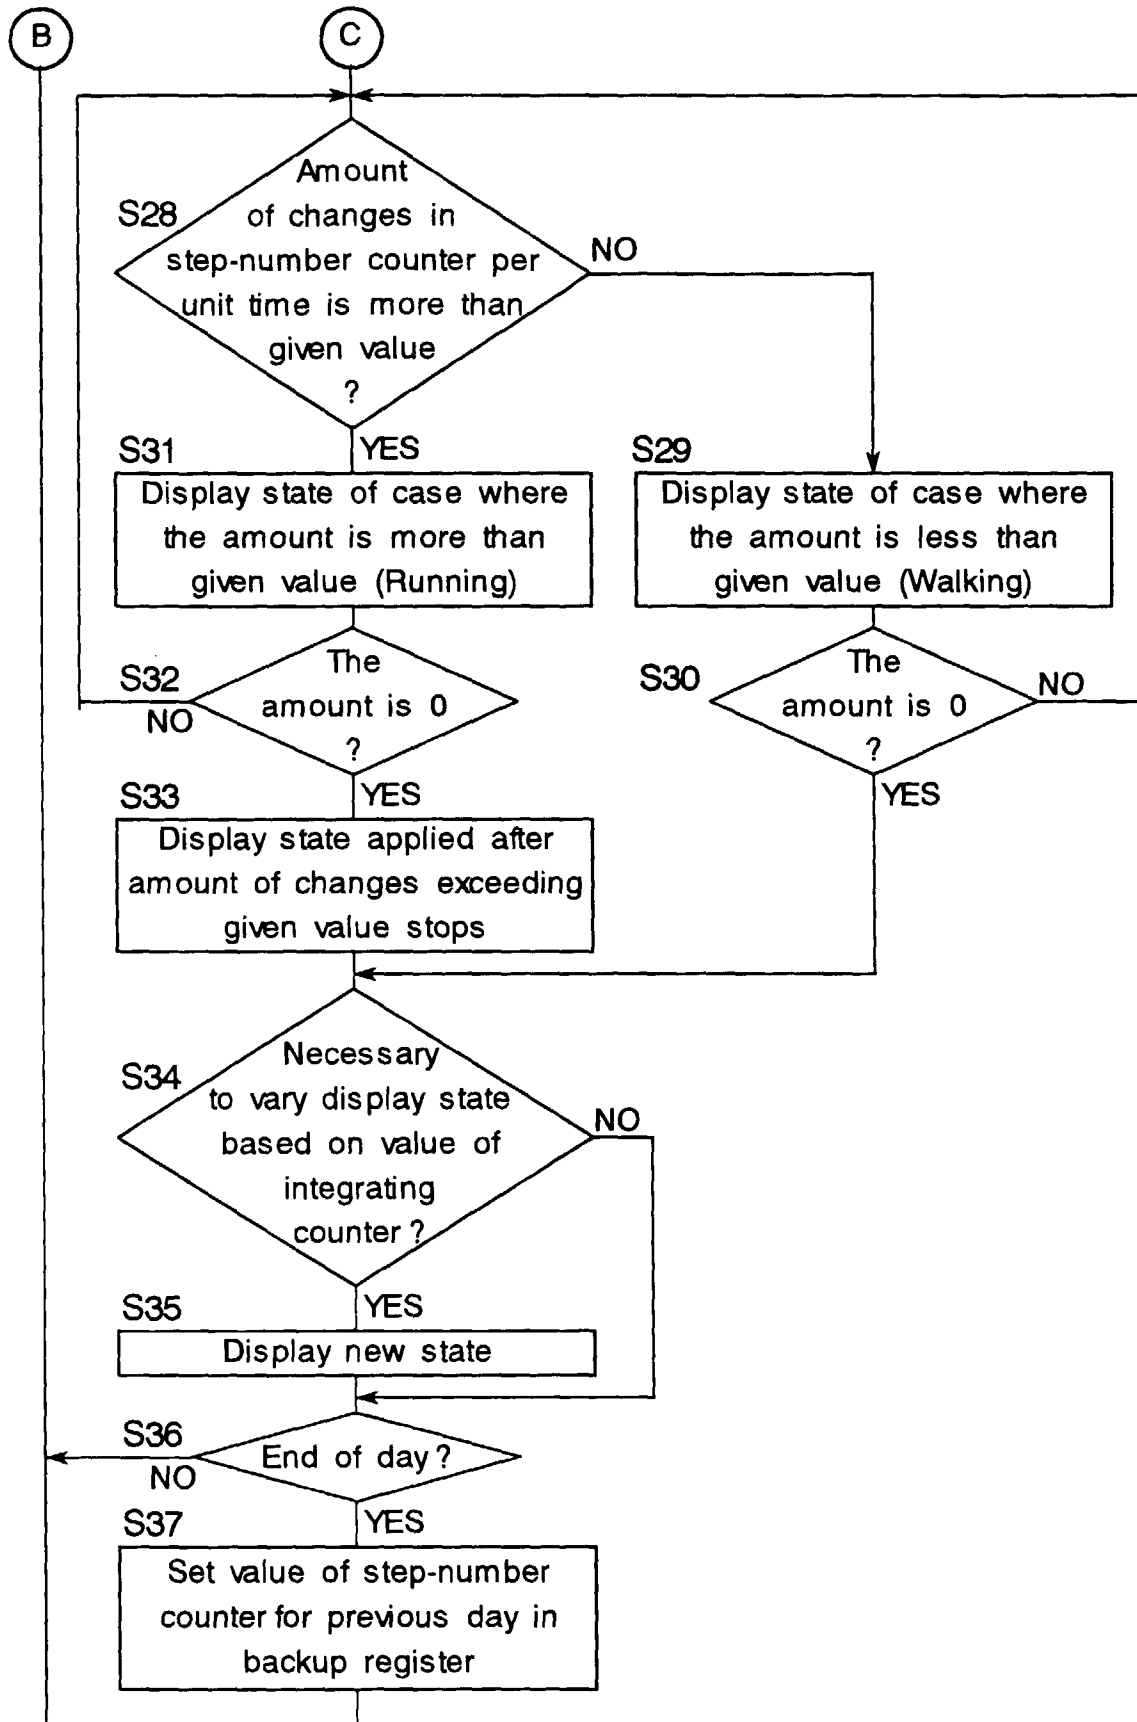 B
C
S28
Amount
of changes in
step-number counter per
unit time is more than
given value
?
NO
YES
S31
Display state of case where
the amount is more than
given value (Running)
S29
Display state of case where
the amount is less than
given value (Walking)
S32
The
amount is 0
?
NO
YES
S30
The
amount is 0
?
NO
YES
S33
Display state applied after
amount of changes exceeding
given value stops
S34
Necessary
to vary display state
based on value of
integrating
counter ?
NO
YES
S35
Display new state
S36
End of day ?
NO
YES
S37
Set value of step-number
counter for previous day in
backup register